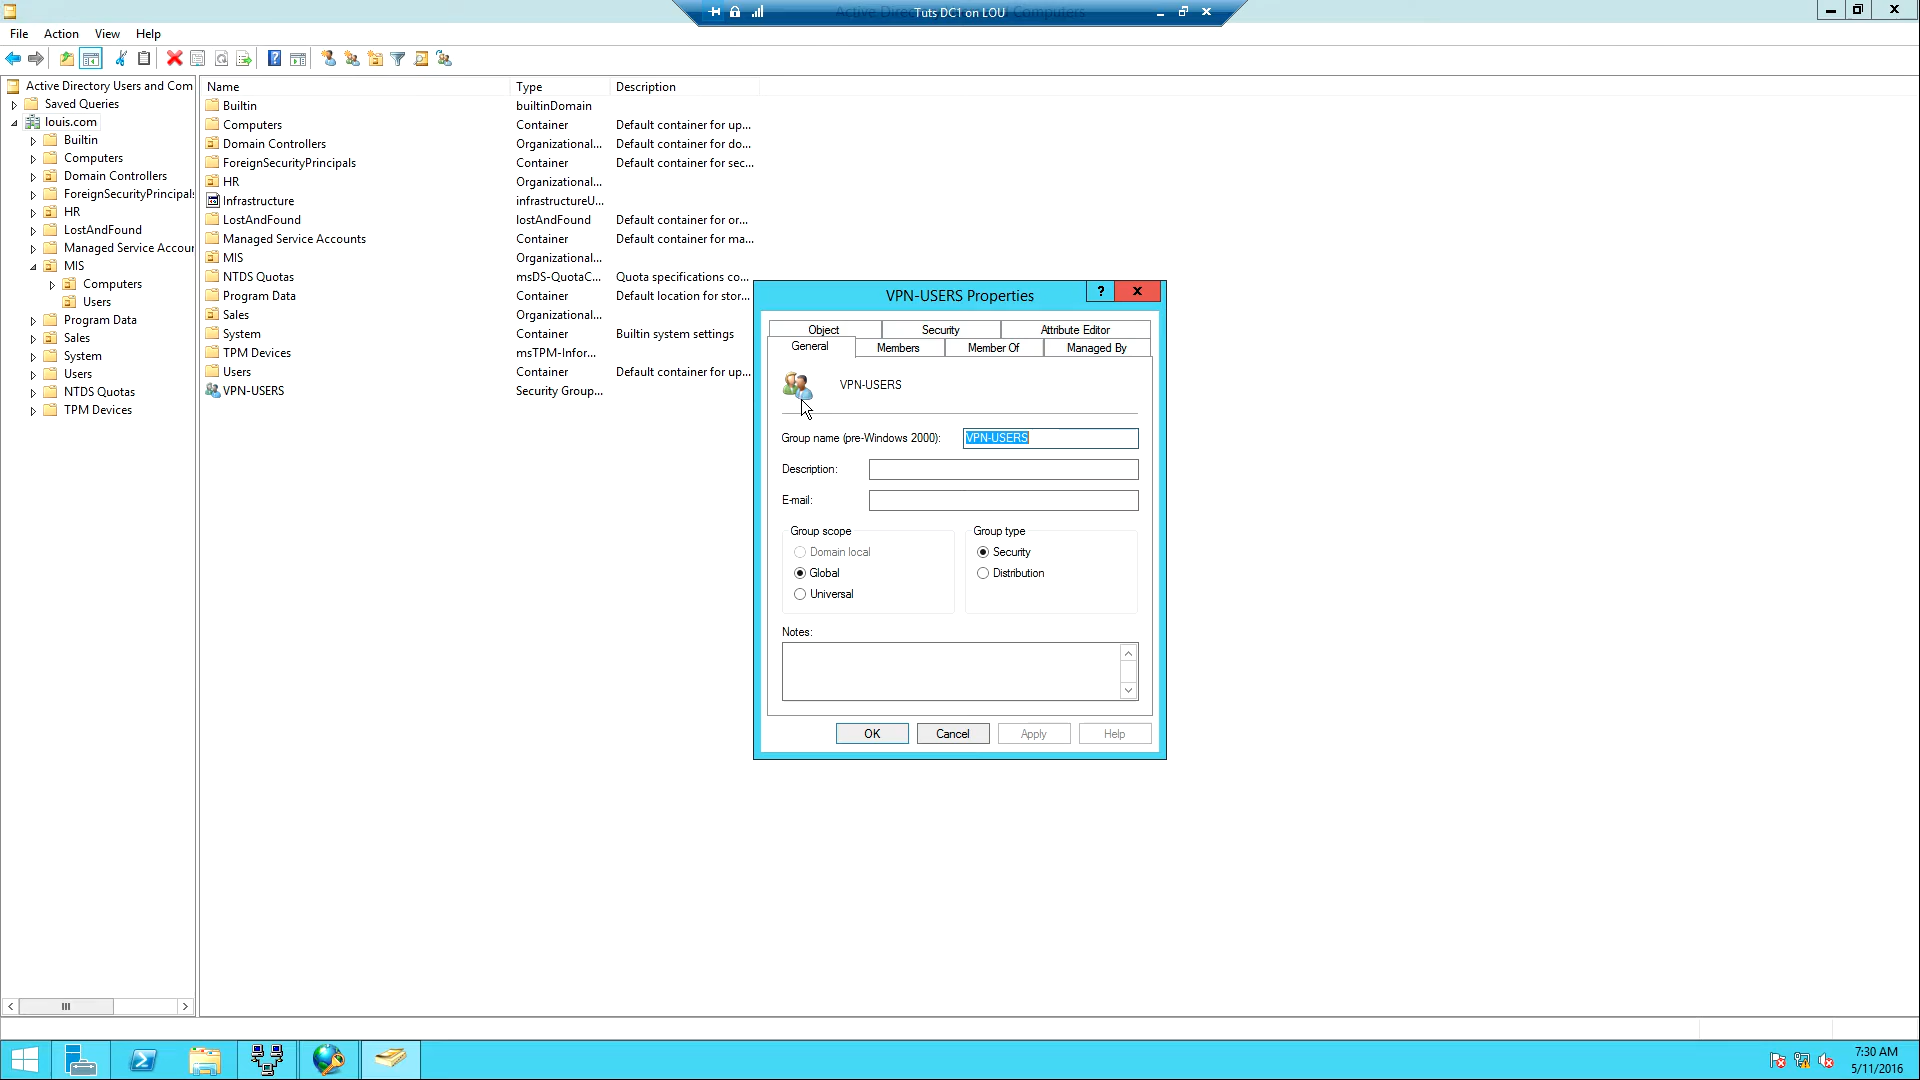 Tuts DC1 on LOU
File Action View Help
Active Directory Users and Com
Saved Queries
louis.com
Builtin
Computers
Domain Controllers
ForeignSecurityPrincipals
HR
LostAndFound
Managed Service Accour
MIS
Computers
Users
Program Data
Sales
System
Users
NTDS Quotas
TPM Devices
Name Type Description
Builtin builtinDomain
Computers Container Default container for up...
Domain Controllers Organizational... Default container for do...
ForeignSecurityPrincipals Container Default container for sec...
HR Organizational...
Infrastructure infrastructureU...
LostAndFound lostAndFound Default container for or...
Managed Service Accounts Container Default container for ma...
MIS Organizational...
NTDS Quotas msDS-QuotaC... Quota specifications co...
Program Data Container Default location for stor...
Sales Organizational...
System Container Builtin system settings
TPM Devices msTPM-Infor...
Users Container Default container for up...
VPN-USERS Security Group...
VPN-USERS Properties
Object Security Attribute Editor
General Members Member Of Managed By
VPN-USERS
Group name (pre-Windows 2000): VPN-USERS
Description:
E-mail:
Group scope
Domain local
Global
Universal
Group type
Security
Distribution
Notes:
OK Cancel Apply Help
7:30 AM
5/11/2016